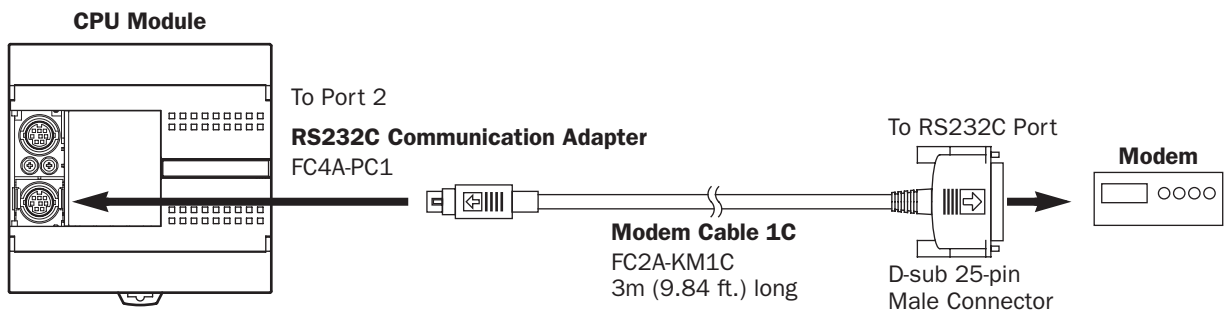 CPU Module
To Port 2
RS232C Communication Adapter
FC4A-PC1
To RS232C Port
Modem
Modem Cable 1C
FC2A-KM1C
3m (9.84 ft.) long
D-sub 25-pin
Male Connector